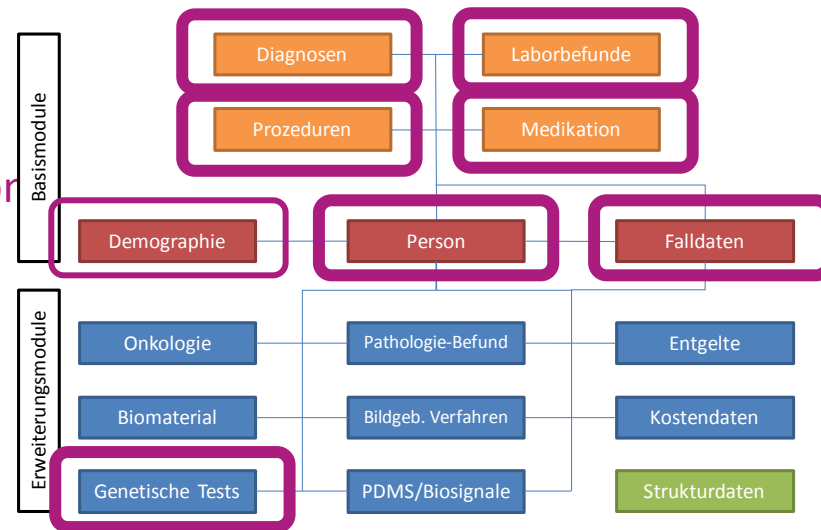 Basismodule
Diagnosen
Laborbefunde
Prozeduren
Medikation
Demographie
Person
Falldaten
Erweiterungsmodule
Onkologie
Pathologie-Befund
Entgelte
Biomaterial
Bildgeb. Verfahren
Kostendaten
Genetische Tests
PDMS/Biosignale
Strukturdaten